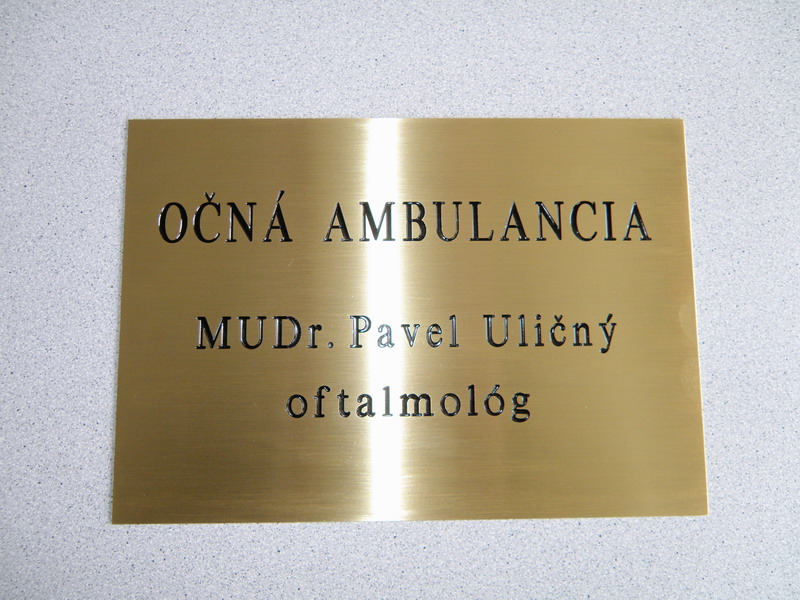 OČNÁ AMBULANCIA
MUDr. Pavel Uličný
oftalmológ